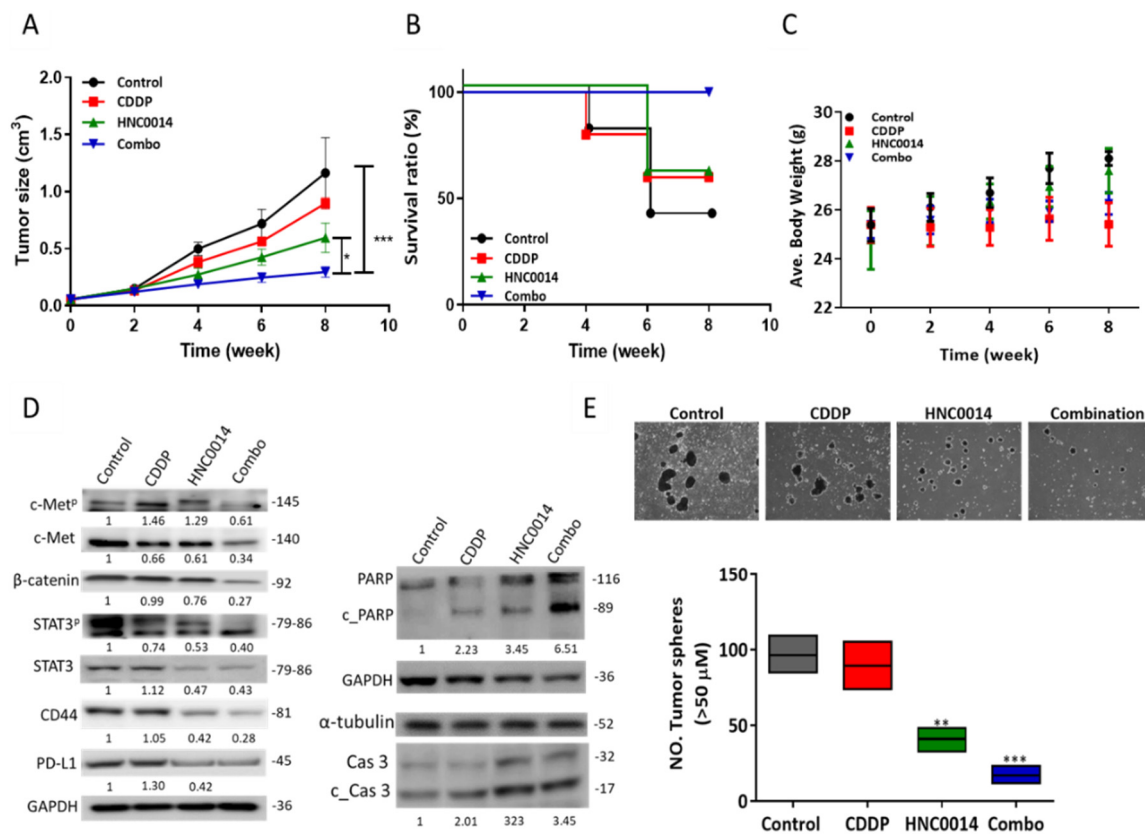 A
Tumor size (cm³)
2.0
1.5
1.0
0.5
0.0
Control
CDDP
HNC0014
Combo
***
*
0 2 4 6 8 10
Time (week)
B
Survival ratio (%)
100
50
0
Control
CDDP
HNC0014
Combo
0 2 4 6 8 10
Time (week)
C
Ave. Body Weight (g)
30
28
26
24
22
Control
CDDP
HNC0014
Combo
0 2 4 6 8
Time (week)
D
Control CDDP HNC0014 Combo
c-Metᵖ -145
1 1.46 1.29 0.61
c-Met -140
1 0.66 0.61 0.34
β-catenin -92
1 0.99 0.76 0.27
STAT3ᵖ -79-86
1 0.74 0.53 0.40
STAT3 -79-86
1 1.12 0.47 0.43
CD44 -81
1 1.05 0.42 0.28
PD-L1 -45
1 1.30 0.42
GAPDH -36
Control CDDP HNC0014 Combo
PARP -116
c_PARP -89
1 2.23 3.45 6.51
GAPDH -36
α-tubulin -52
Cas 3 -32
c_Cas 3 -17
1 2.01 323 3.45
E
Control CDDP HNC0014 Combination
NO. Tumor spheres
(>50 μM)
150
100
50
0
**
***
Control CDDP HNC0014 Combo